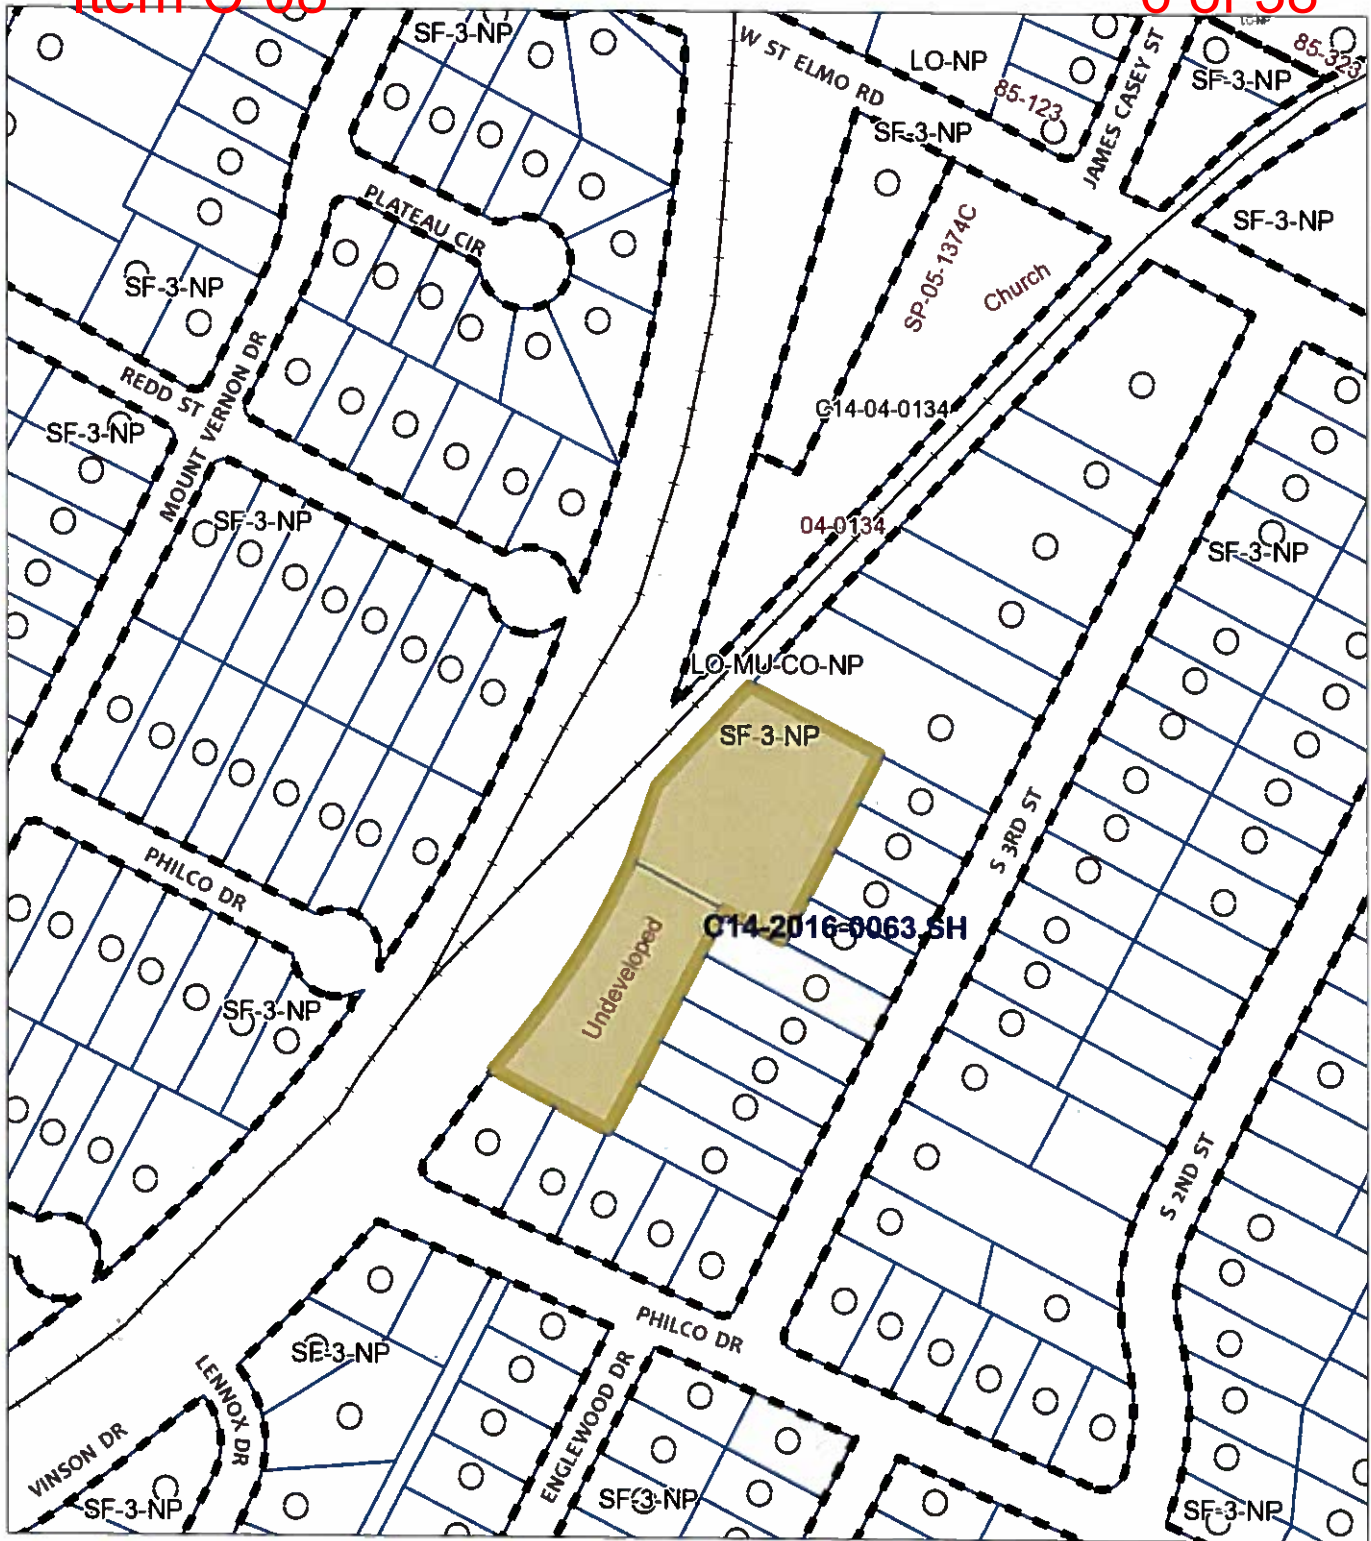 Item C-08
SF-3-NP
W ST ELMO RD
LO-NP
85-123
JAMES CASEY ST
LO-NP
85-323
SF-3-NP
SF-3-NP
SF-3-NP
PLATEAU CIR
SP-05-1374C
Church
SF-3-NP
REDD ST
MOUNT VERNON DR
C14-04-0134
SF-3-NP
SF-3-NP
04-0134
SF-3-NP
LO-MU-CO-NP
SF-3-NP
S 3RD ST
PHILCO DR
C14-2016-0063.SH
Undeveloped
SF-3-NP
S 2ND ST
PHILCO DR
SF-3-NP
LENNOX DR
ENGLEWOOD DR
VINSON DR
SF-3-NP
SF-3-NP
SF-3-NP